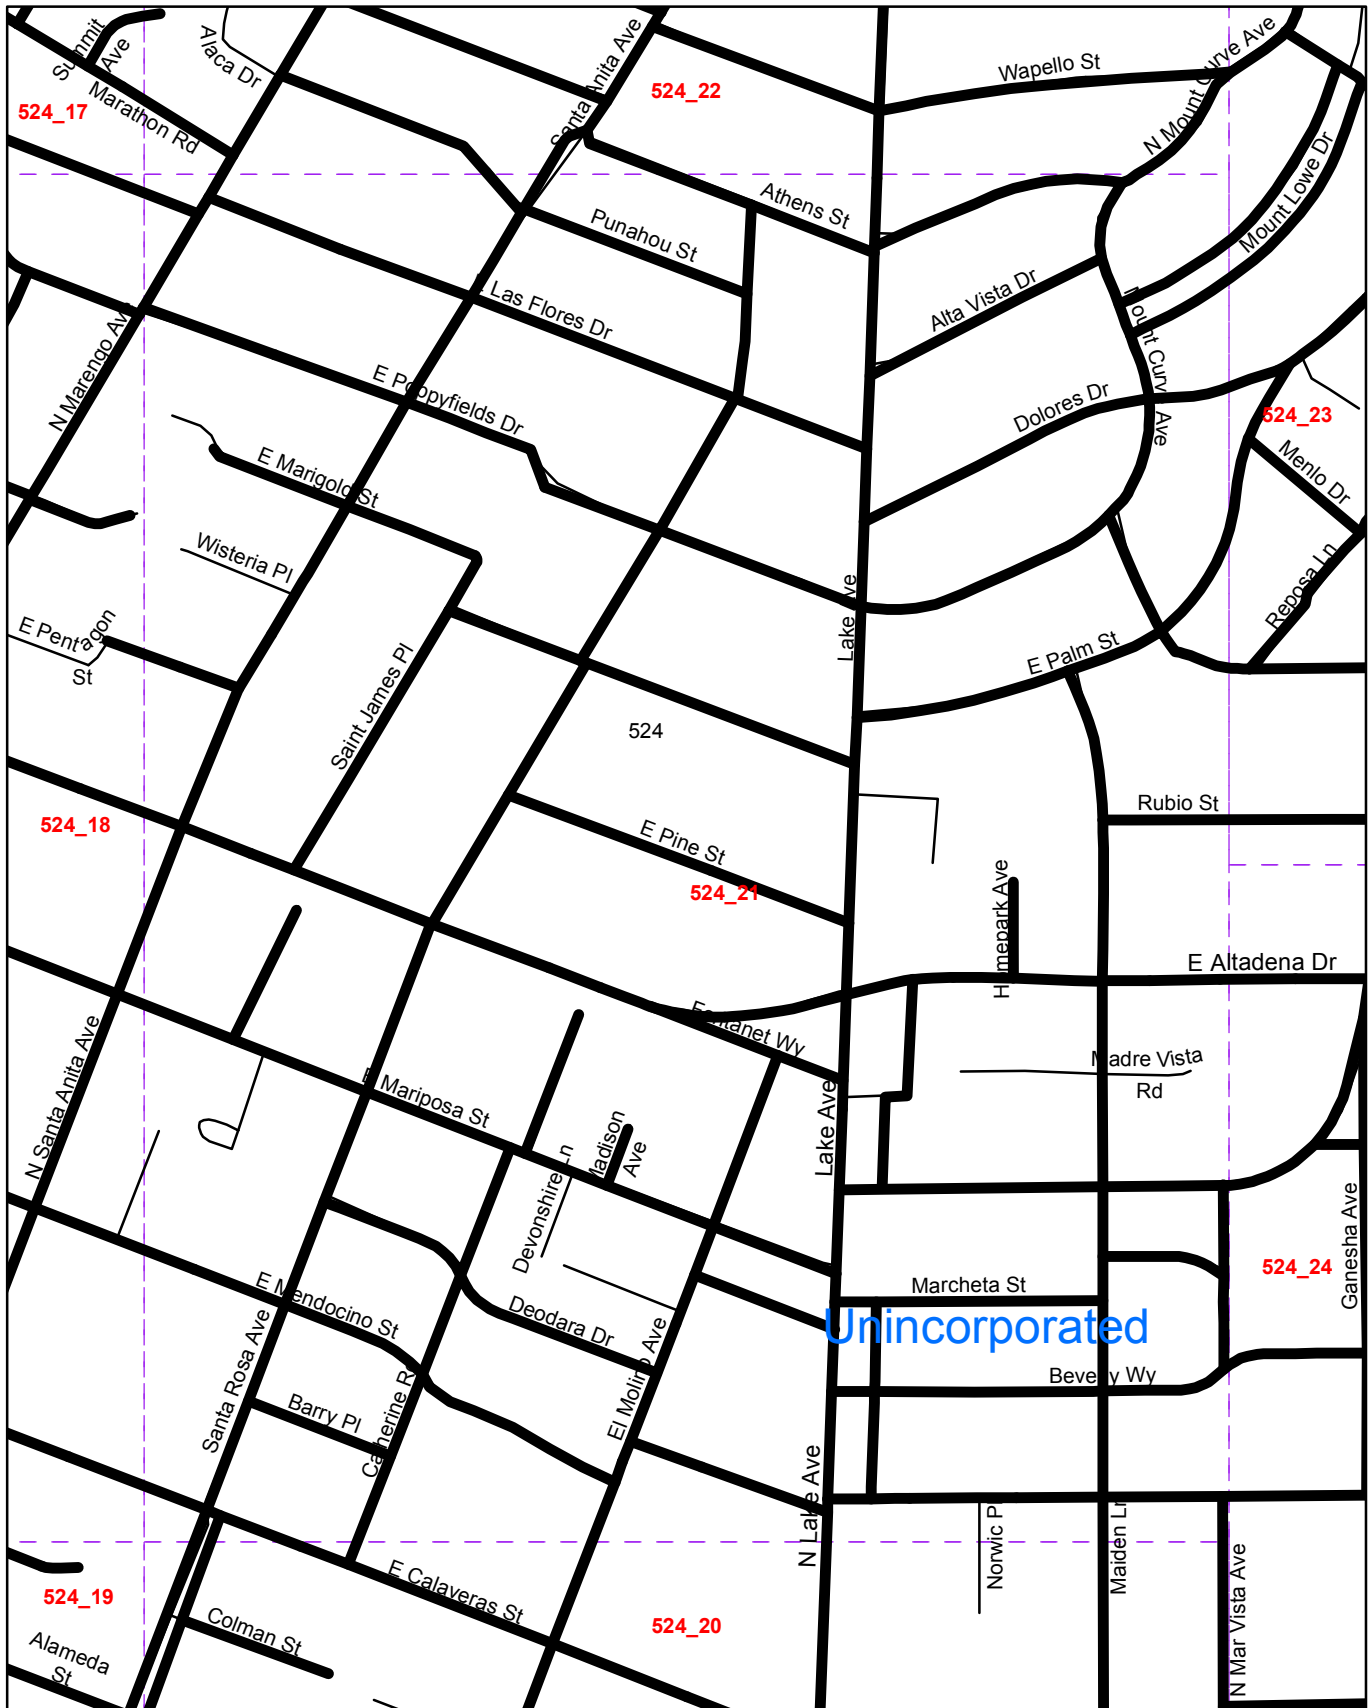 Summit
Ave
Alaca Dr
Santa Anita Ave
524_22
Wapello St
N Mount Curve Ave
524_17
Marathon Rd
Mount Lowe Dr
Athens St
Punahou St
Alta Vista Dr
E Las Flores Dr
Mount Curve Ave
N Marengo Ave
E Poppyfields Dr
Dolores Dr
524_23
Menlo Dr
E Marigold St
Wisteria Pl
Reposa Ln
E Pentagon
St
Lake Ave
E Palm St
Saint James Pl
524
Rubio St
524_18
E Pine St
524_21
Homepark Ave
E Altadena Dr
Fontanet Wy
N Santa Anita Ave
Madre Vista
Rd
E Mariposa St
Lake Ave
Madison
Ave
Devonshire Ln
Ganesha Ave
524_24
E Mendocino St
Marcheta St
Deodara Dr
Unincorporated
Santa Rosa Ave
El Molino Ave
Beverly Wy
Barry Pl
Catherine R
N Lake Ave
Norwic Pl
Maiden Ln
N Mar Vista Ave
E Calaveras St
524_19
Colman St
524_20
Alameda
St